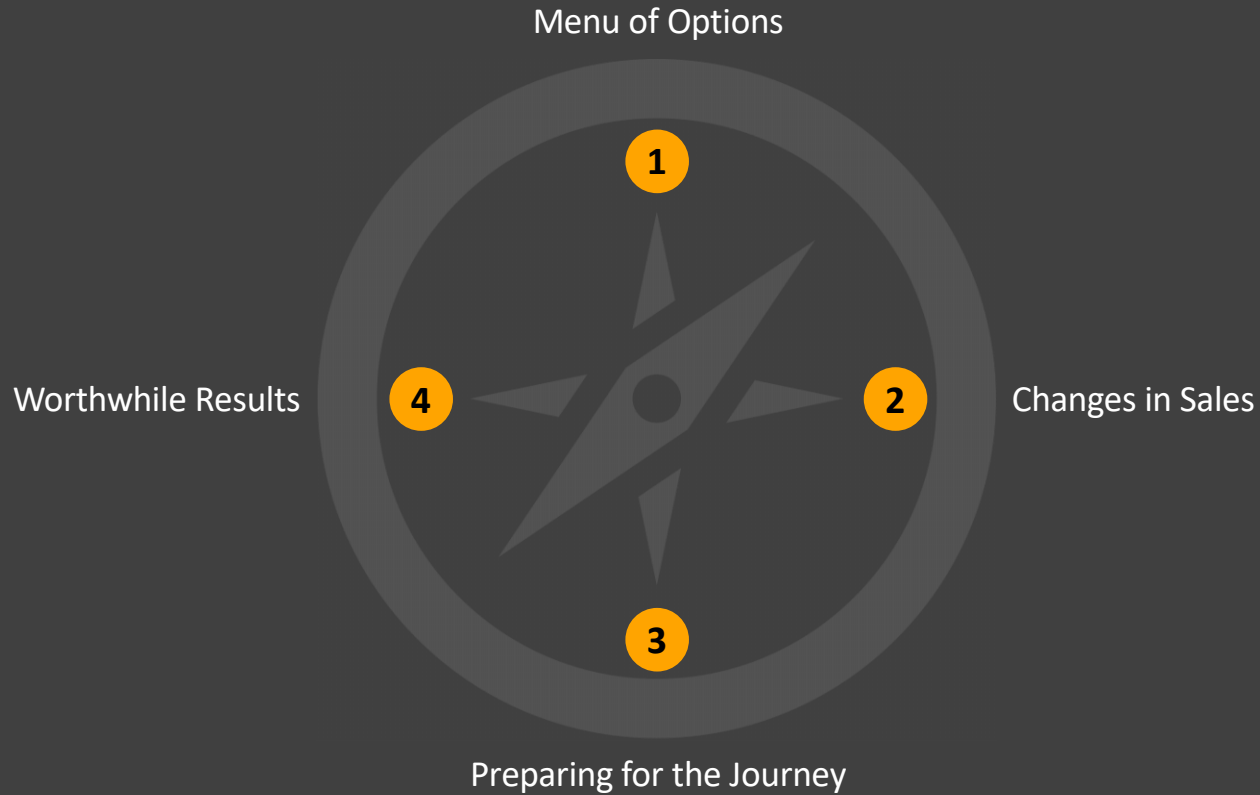 Menu of Options
1
Worthwhile Results
4
2
Changes in Sales
3
Preparing for the Journey